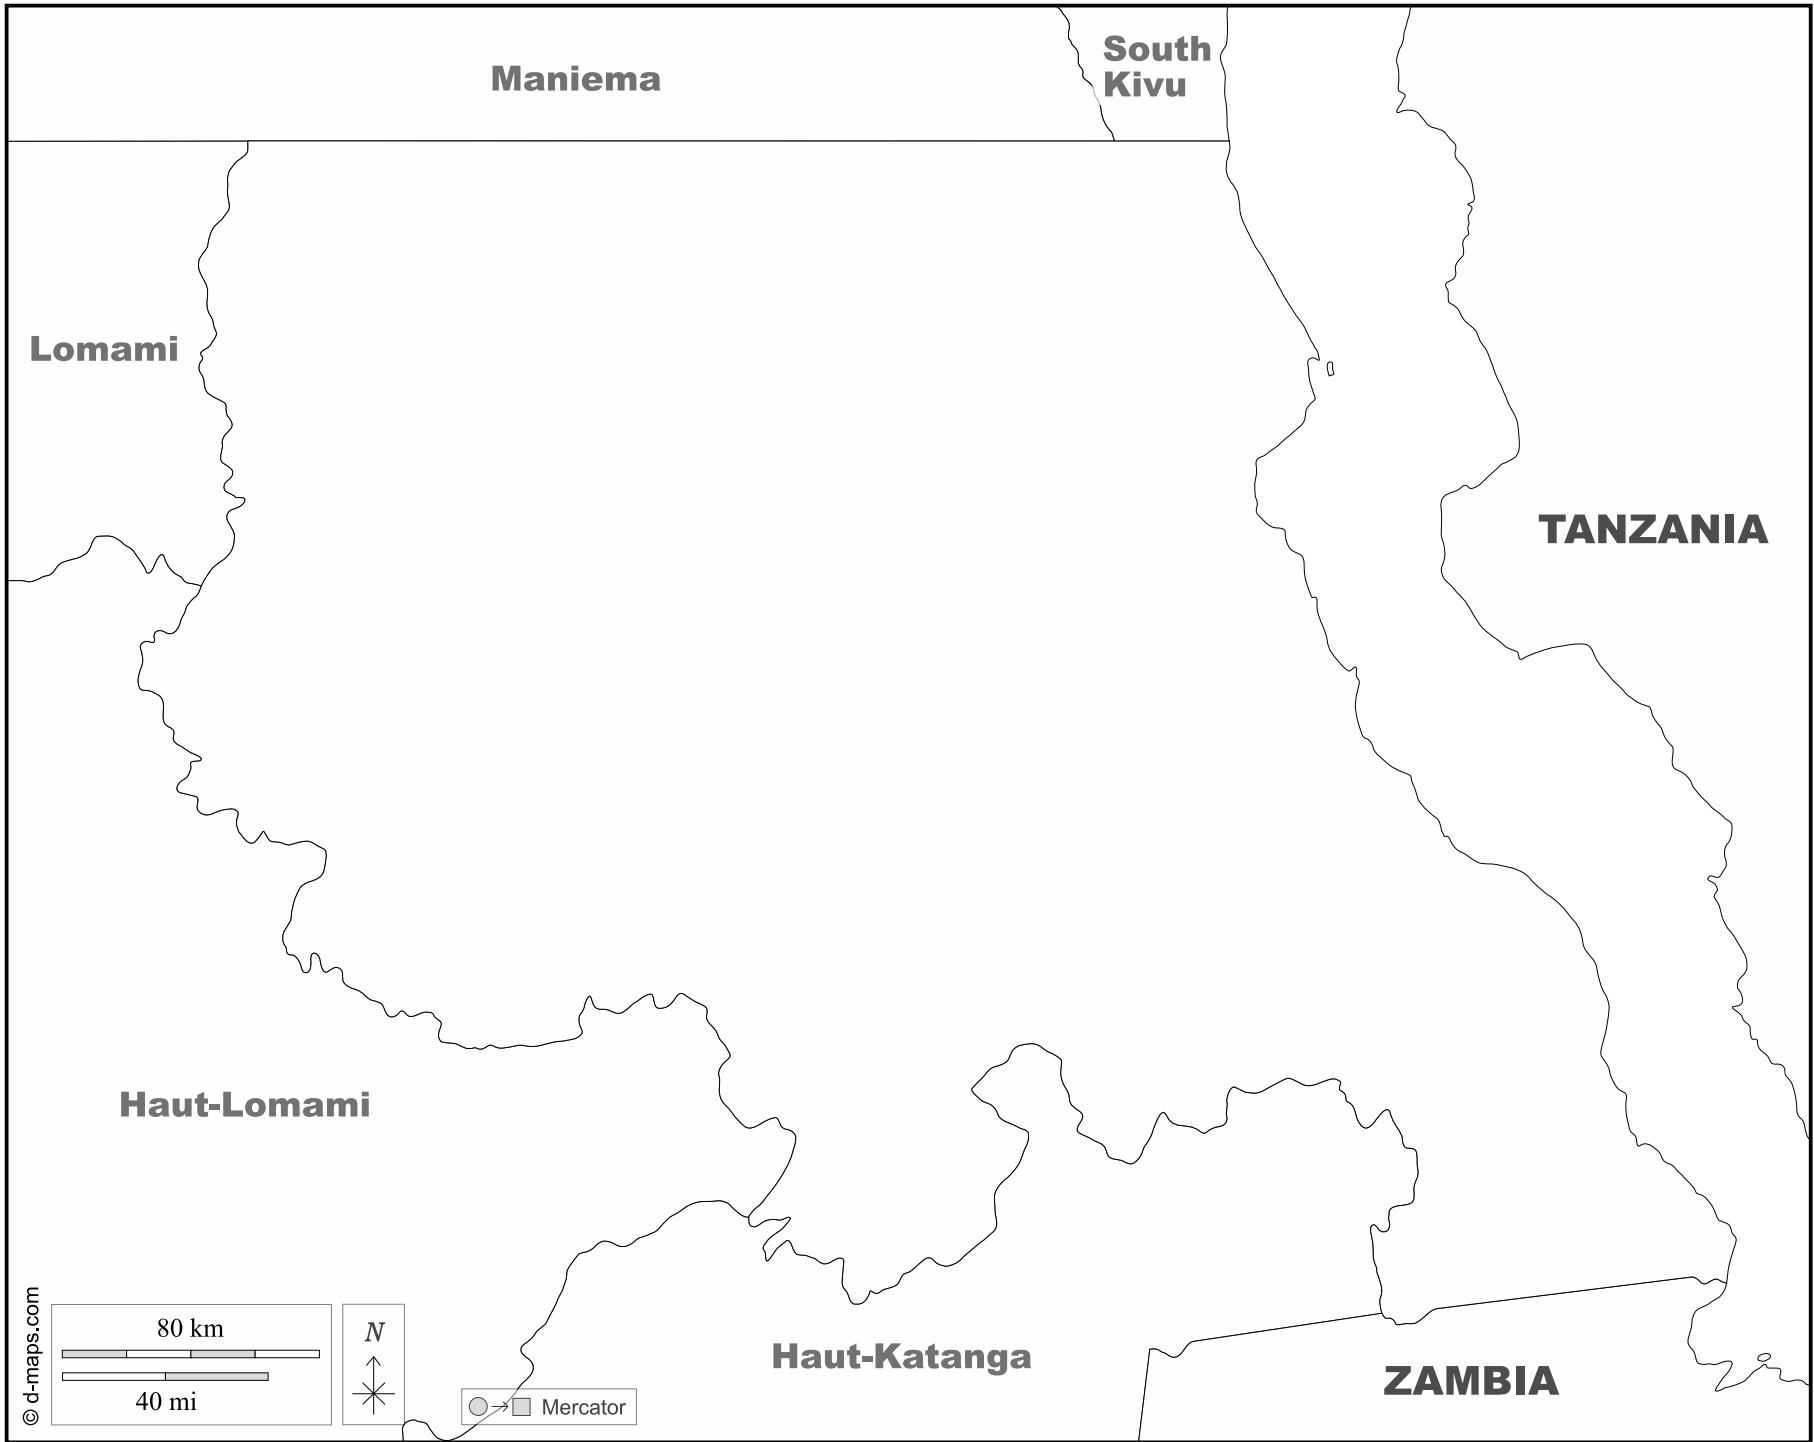 Maniema
South
Kivu
Lomami
TANZANIA
Haut-Lomami
Haut-Katanga
ZAMBIA
80 km
40 mi
N
Mercator
© d-maps.com